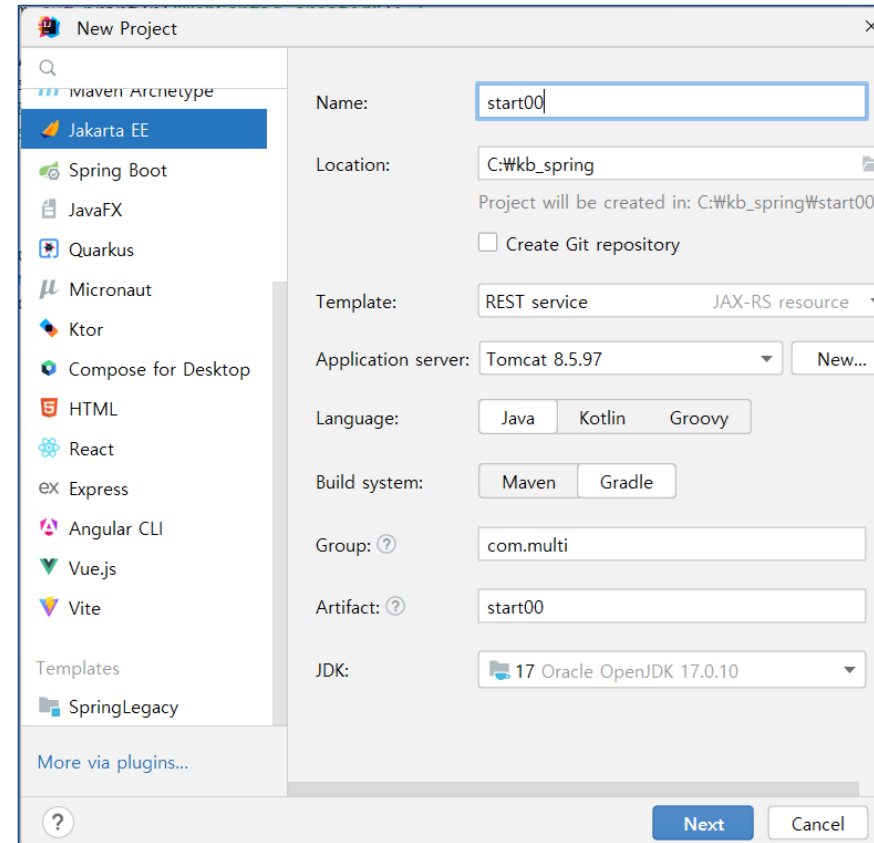 New Project
Maven Archetype
Jakarta EE
Spring Boot
JavaFX
Quarkus
Micronaut
Ktor
Compose for Desktop
HTML
React
ex Express
Angular CLI
Vue.js
Vite
Templates
SpringLegacy
More via plugins...
Name: start00
Location: C:₩kb_spring
Project will be created in: C:₩kb_spring₩start00
Create Git repository
Template: REST service JAX-RS resource
Application server: Tomcat 8.5.97 New...
Language: Java Kotlin Groovy
Build system: Maven Gradle
Group: ? com.multi
Artifact: ? start00
JDK: 17 Oracle OpenJDK 17.0.10
? Next Cancel